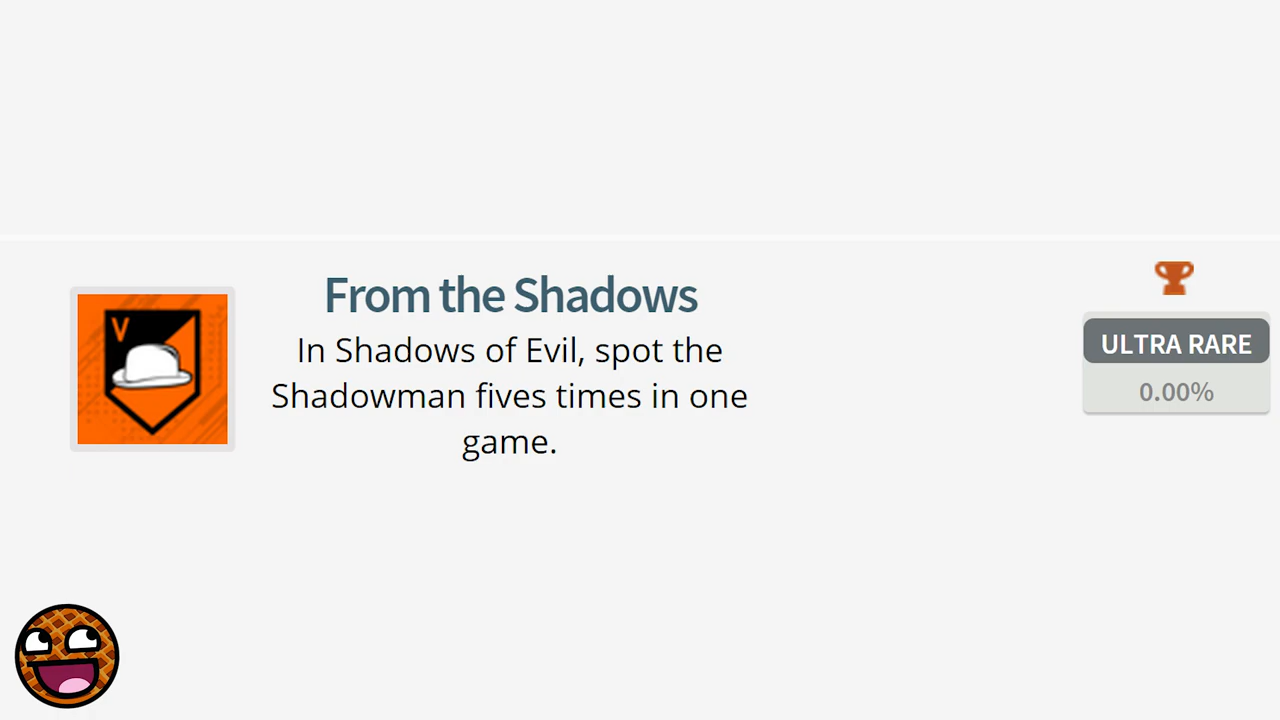 From the Shadows
In Shadows of Evil, spot the
Shadowman fives times in one
game.
V
ULTRA RARE
0.00%